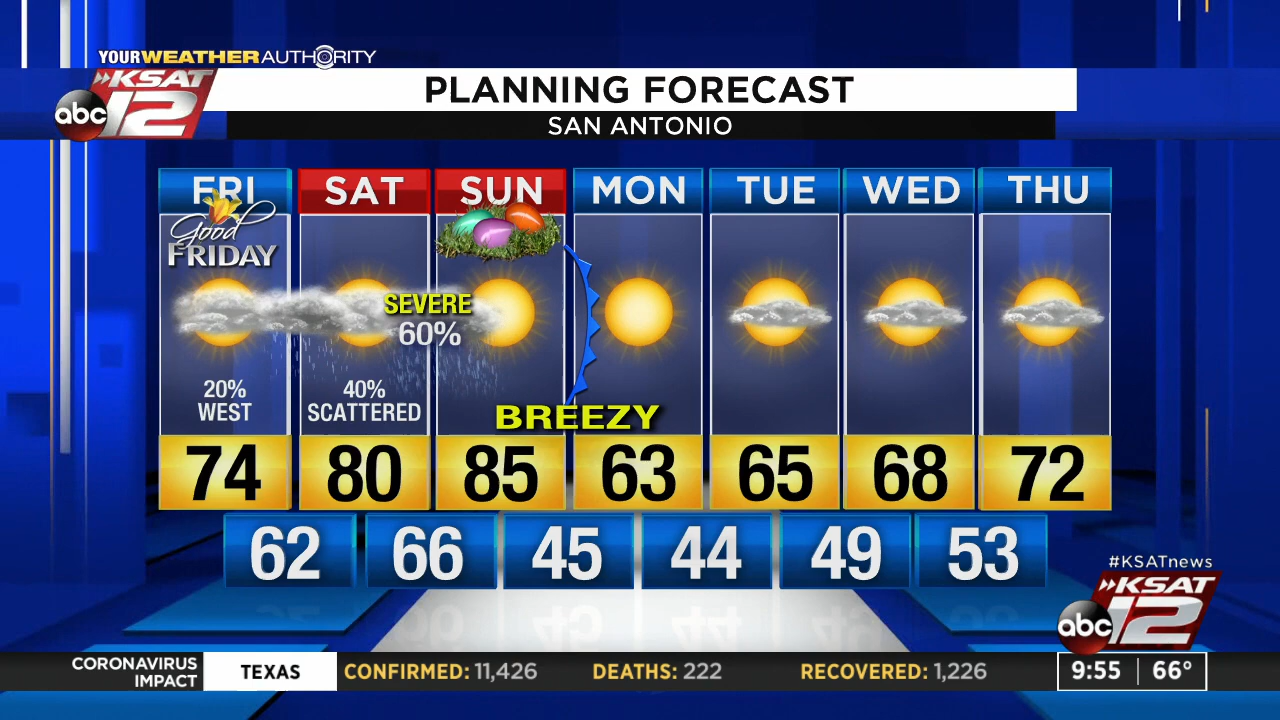 YOURWEATHERAUTHORITY
KSAT
abc 12
PLANNING FORECAST
SAN ANTONIO
FRI SAT SUN MON TUE WED THU
Good
FRIDAY
SEVERE
60%
20%
WEST
40%
SCATTERED
BREEZY
74 80 85 63 65 68 72
62 66 45 44 49 53
#KSATnews
KSAT
abc 12
CORONAVIRUS
IMPACT
TEXAS CONFIRMED: 11,426 DEATHS: 222 RECOVERED: 1,226 9:55 66°